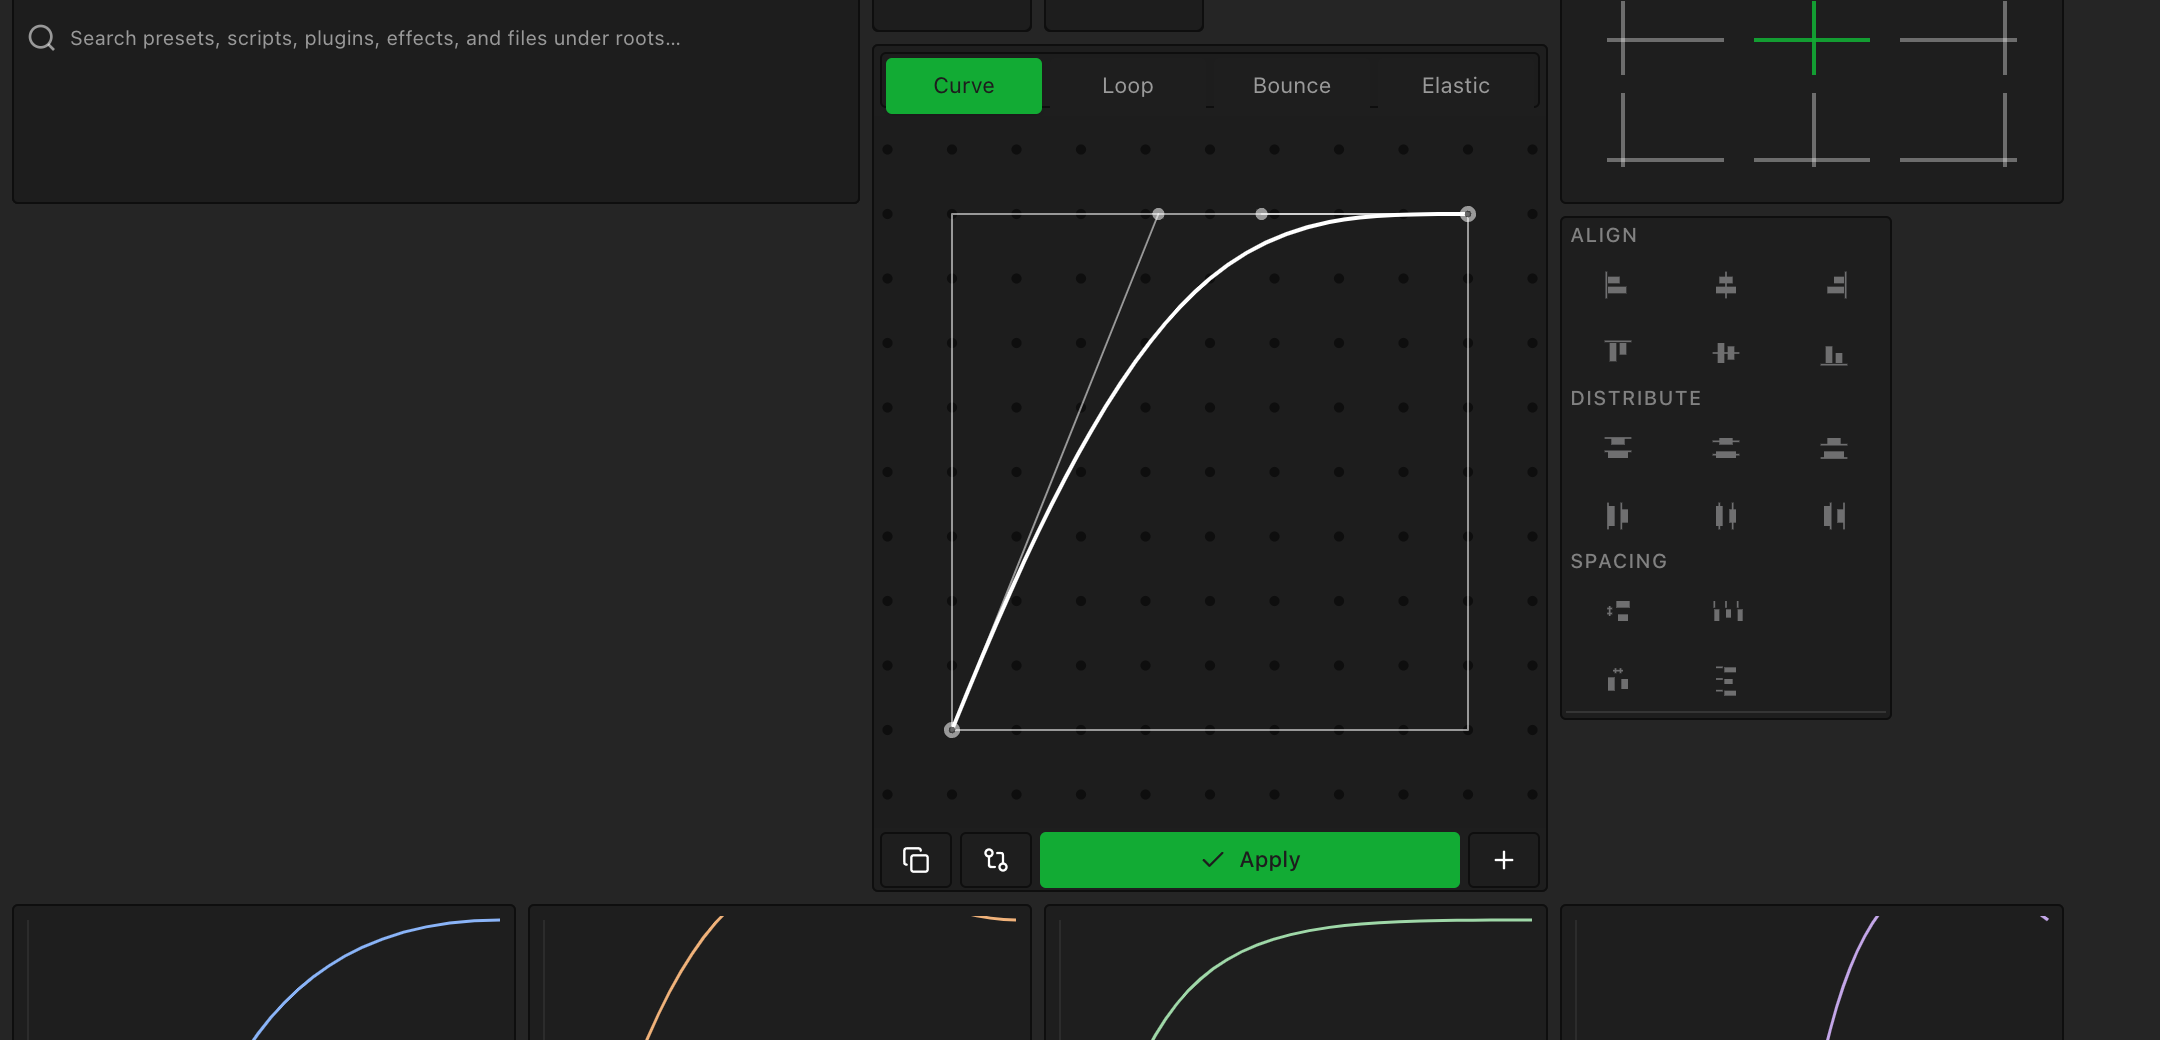 Search presets, scripts, plugins, effects, and files under roots...
Curve
Loop
Bounce
Elastic
ALIGN
DISTRIBUTE
SPACING
Apply